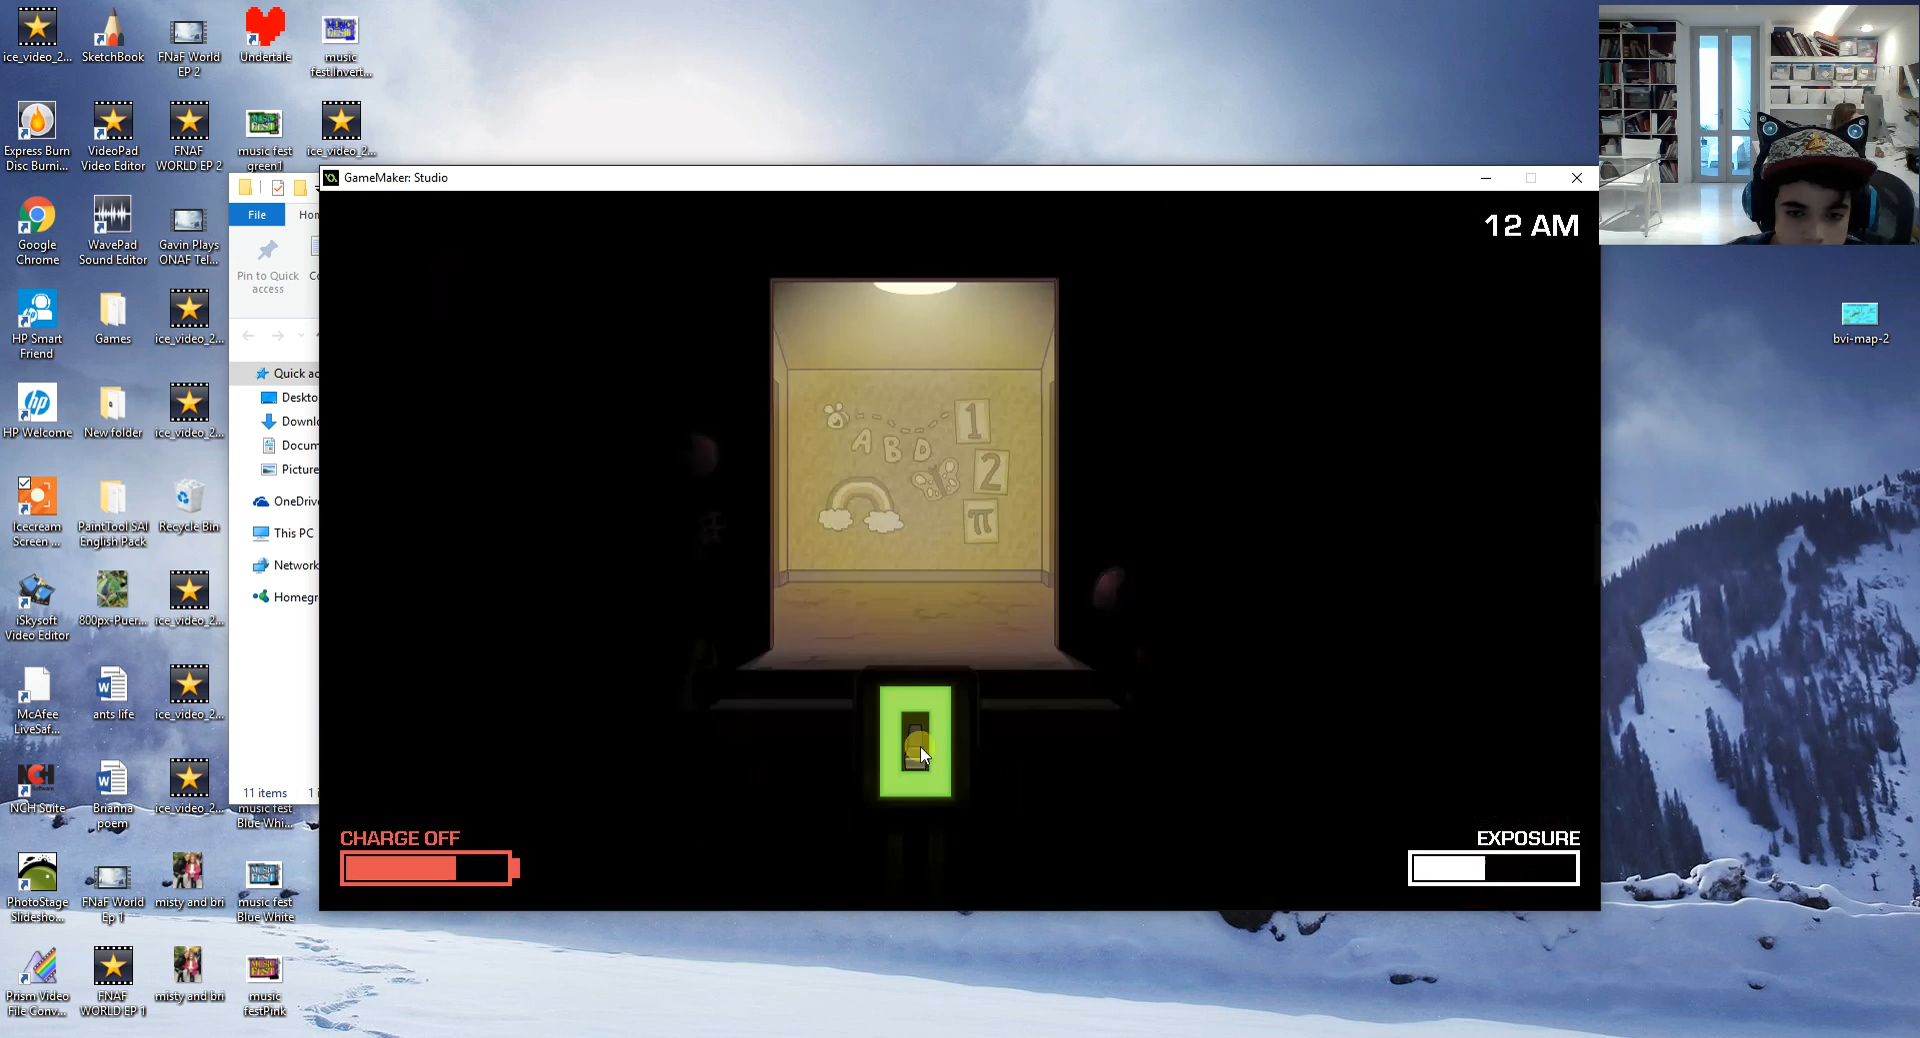 ice_video_2...
SketchBook
FNaF World
EP 2
Undertale
music
festInvert...
Express Burn
Disc Burni...
VideoPad
Video Editor
FNAF
WORLD EP 2
music fest
green1
ice_video_2...
Google
Chrome
WavePad
Sound Editor
Gavin Plays
ONAF Tel...
HP Smart
Friend
Games
ice_video_2...
HP Welcome
New folder
ice_video_2...
Icecream
Screen ...
PaintTool SAI
English Pack
Recycle Bin
iSkysoft
Video Editor
800px-Puer...
ice_video_2...
McAfee
LiveSaf...
ants life
ice_video_2...
NCH Suite
Brianna
poem
ice_video_2...
music fest
Blue Whi...
PhotoStage
Slidesho...
FNaF World
Ep 1
misty and bri
music fest
Blue White
Prism Video
File Conv...
FNAF
WORLD EP 1
misty and bri
music
festPink
bvi-map-2
File
Hom
Pin to Quick
access
Co
Quick ac
Deskto
Downl
Docum
Picture
OneDriv
This PC
Network
Homegr
11 items
1 i
GameMaker: Studio
12 AM
A B D
1
2
π
CHARGE OFF
EXPOSURE